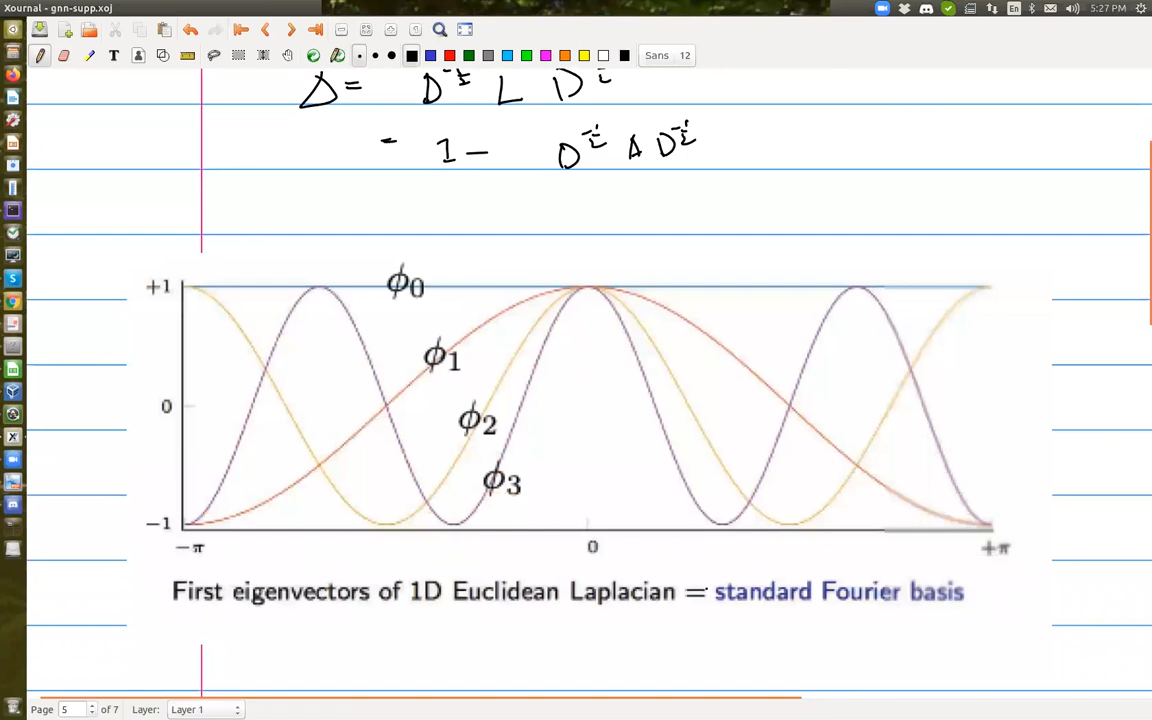 Xournal - gnn-supp.xoj
En 5:27 PM
Sans 12
Δ = D^-½ L D^-½
= I - D^-½ A D^-½
+1
ϕ0
ϕ1
0
ϕ2
ϕ3
−1
−π 0 +π
First eigenvectors of 1D Euclidean Laplacian = standard Fourier basis
Page 5 of 7 Layer: Layer 1